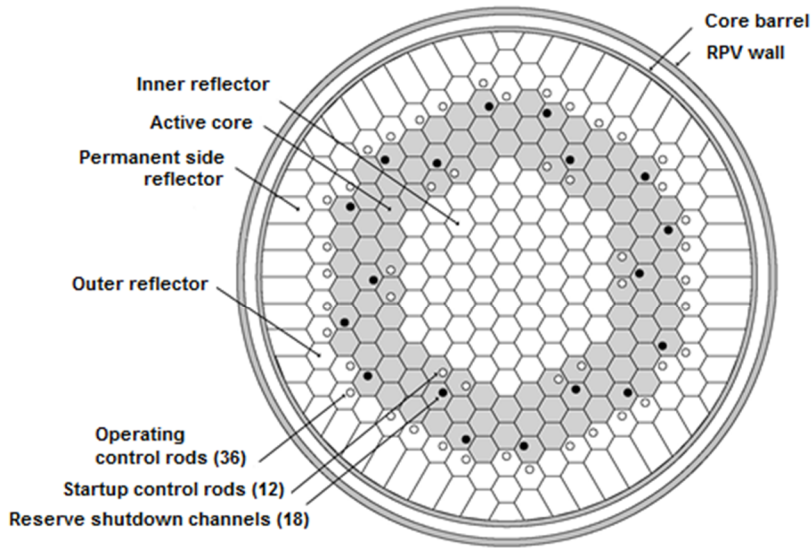 Core barrel
RPV wall
Inner reflector
Active core
Permanent side
reflector
Outer reflector
Operating
control rods (36)
Startup control rods (12)
Reserve shutdown channels (18)